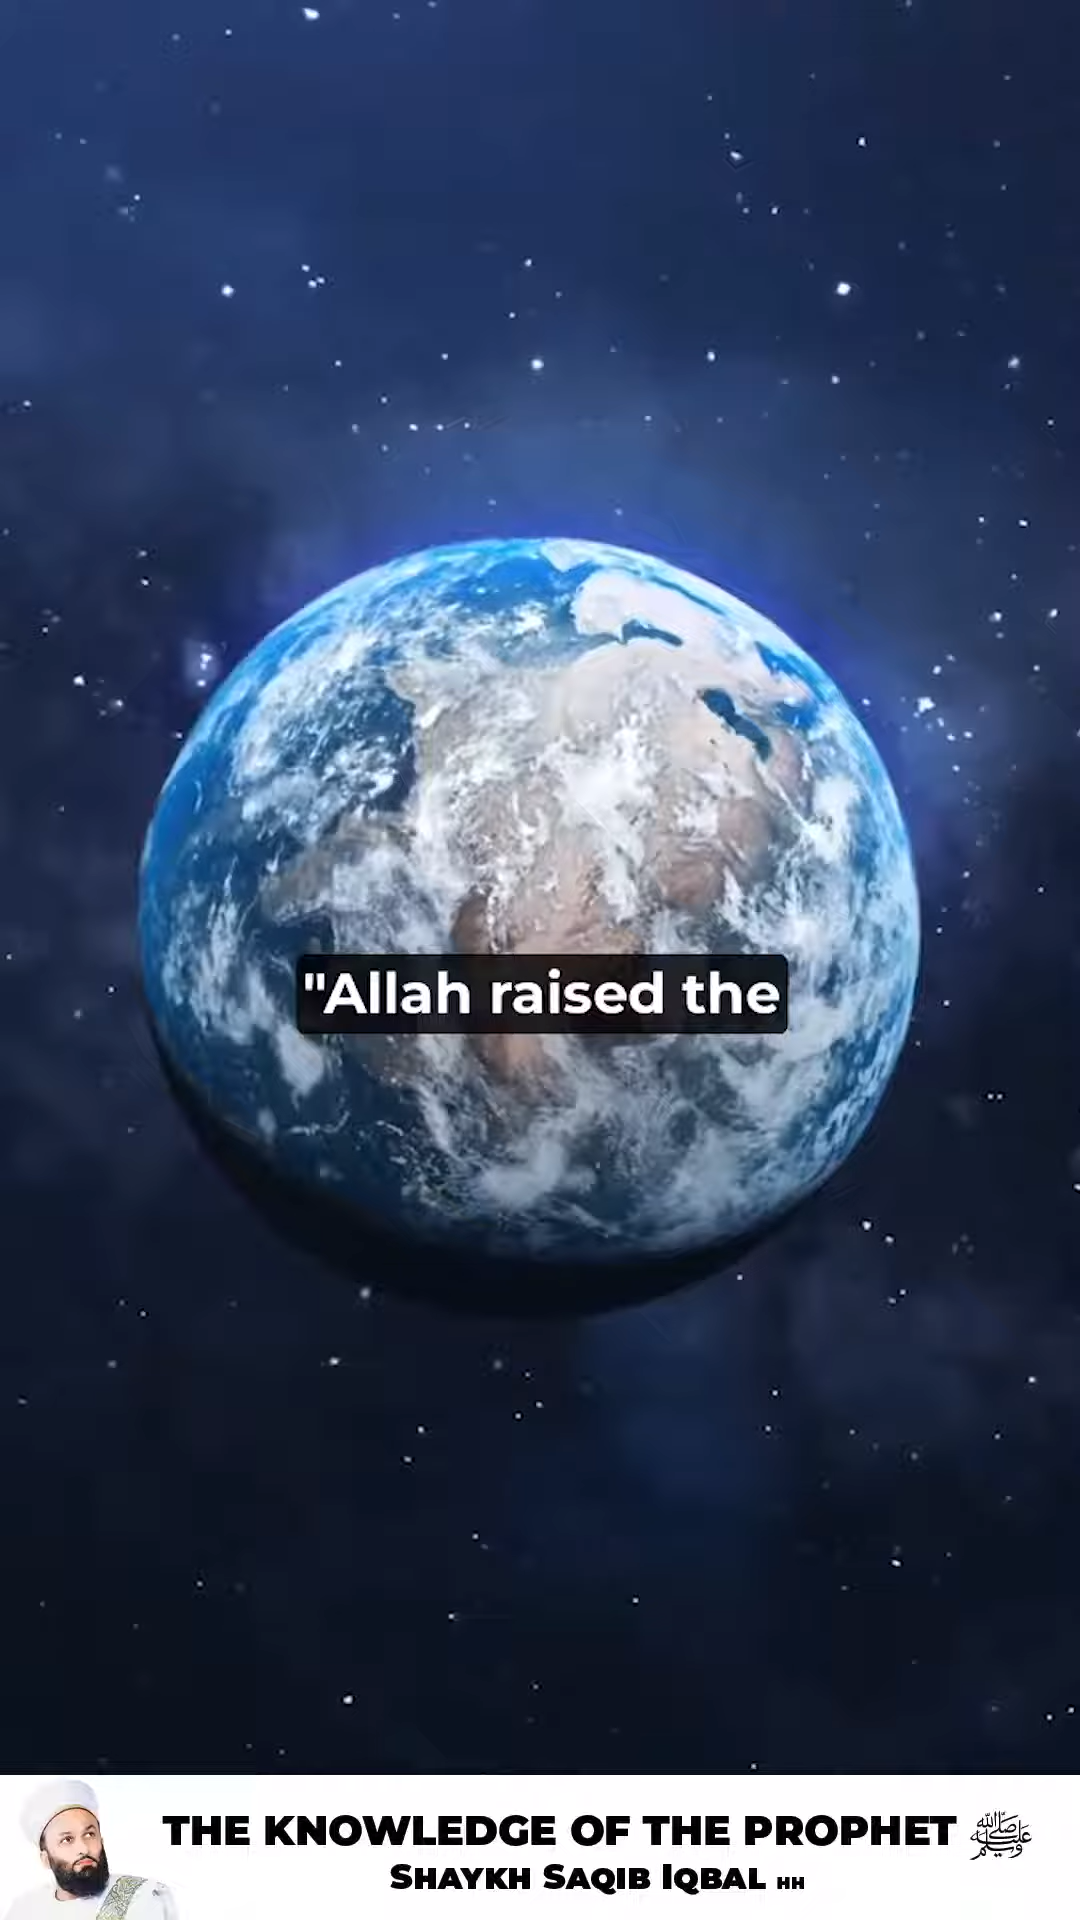 "Allah raised the
THE KNOWLEDGE OF THE PROPHET ﷺ
SHAYKH SAQIB IQBAL HH